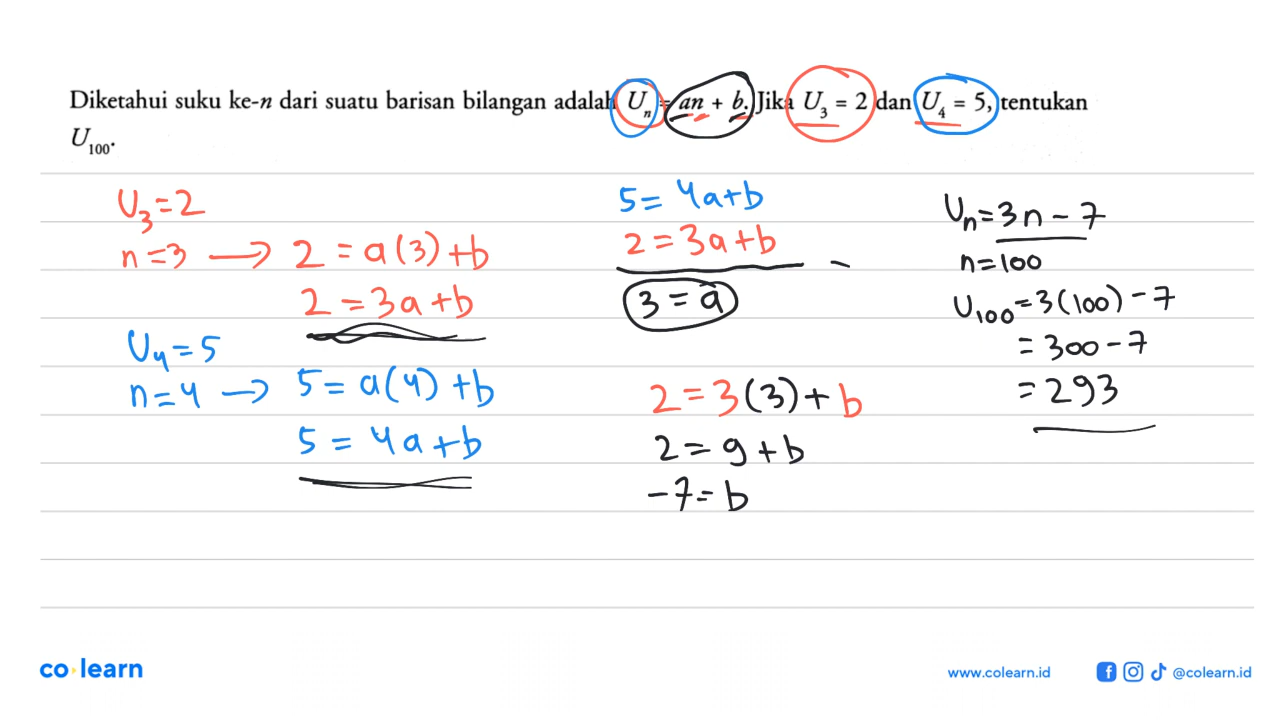 Diketahui suku ke-n dari suatu barisan bilangan adalah Uₙ = an + b. Jika U₃ = 2 dan U₄ = 5, tentukan
U₁₀₀.
U₃ = 2
n = 3 → 2 = a(3) + b
2 = 3a + b
U₄ = 5
n = 4 → 5 = a(4) + b
5 = 4a + b
5 = 4a + b
2 = 3a + b
−
3 = a
2 = 3(3) + b
2 = 9 + b
-7 = b
Uₙ = 3n - 7
n = 100
U₁₀₀ = 3(100) - 7
= 300 - 7
= 293
co learn
www.colearn.id
@colearn.id